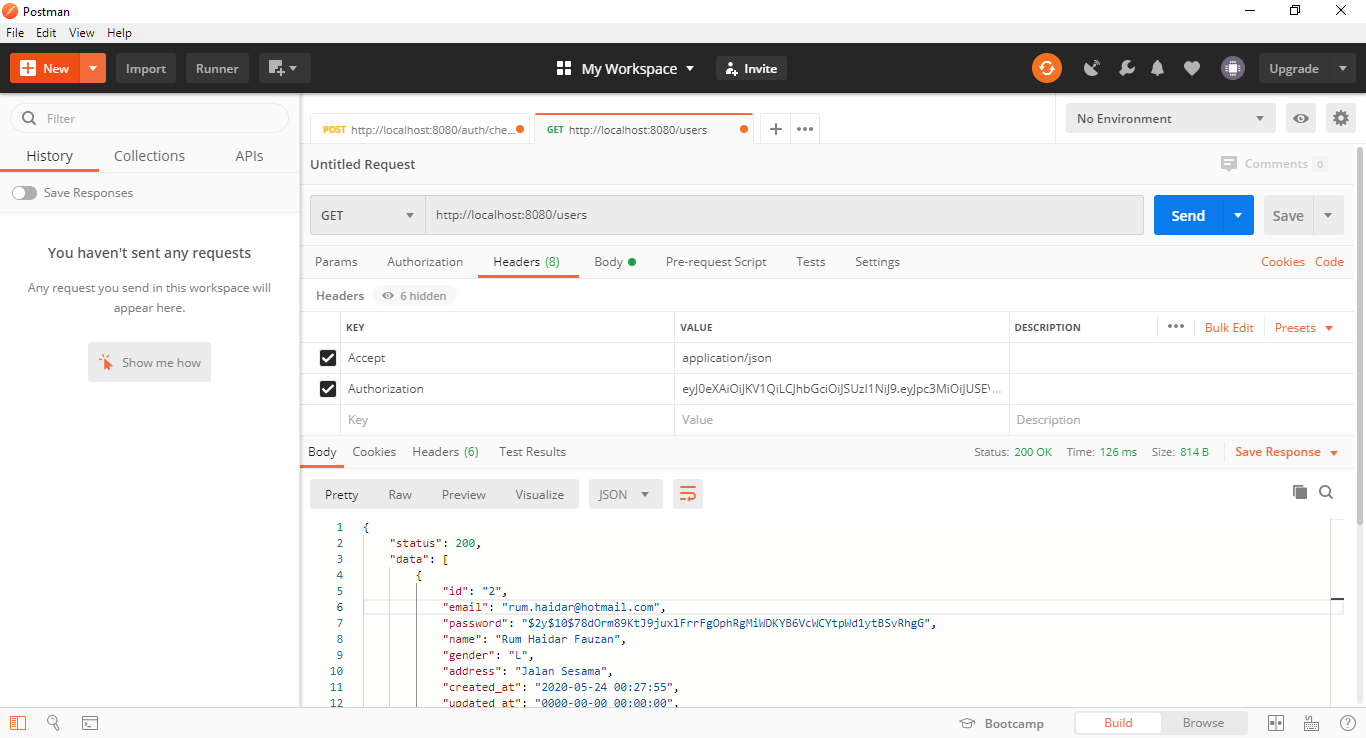 Postman
File Edit View Help
New Import Runner My Workspace Invite Upgrade
Filter
History Collections APIs
Save Responses
You haven't sent any requests
Any request you send in this workspace will
appear here.
Show me how
POST http://localhost:8080/auth/che... GET http://localhost:8080/users + ••• No Environment
Untitled Request Comments 0
GET http://localhost:8080/users Send Save
Params Authorization Headers (8) Body Pre-request Script Tests Settings Cookies Code
Headers 6 hidden
KEY VALUE DESCRIPTION ••• Bulk Edit Presets
Accept application/json
Authorization eyJ0eXAiOiJKV1QiLCJhbGciOiJSUzI1NiJ9.eyJpc3MiOiJUSEV...
Key Value Description
Body Cookies Headers (6) Test Results Status: 200 OK Time: 126 ms Size: 814 B Save Response
Pretty Raw Preview Visualize JSON
1 {
2 "status": 200,
3 "data": [
4 {
5 "id": "2",
6 "email": "rum.haidar@hotmail.com",
7 "password": "$2y$10$78dOrm89KtJ9juxlFrrFgOphRgMiWDKYB6VcWCYtpWd1ytBSvRhgG",
8 "name": "Rum Haidar Fauzan",
9 "gender": "L",
10 "address": "Jalan Sesama",
11 "created_at": "2020-05-24 00:27:55",
12 "updated_at": "0000-00-00 00:00:00",
Bootcamp Build Browse